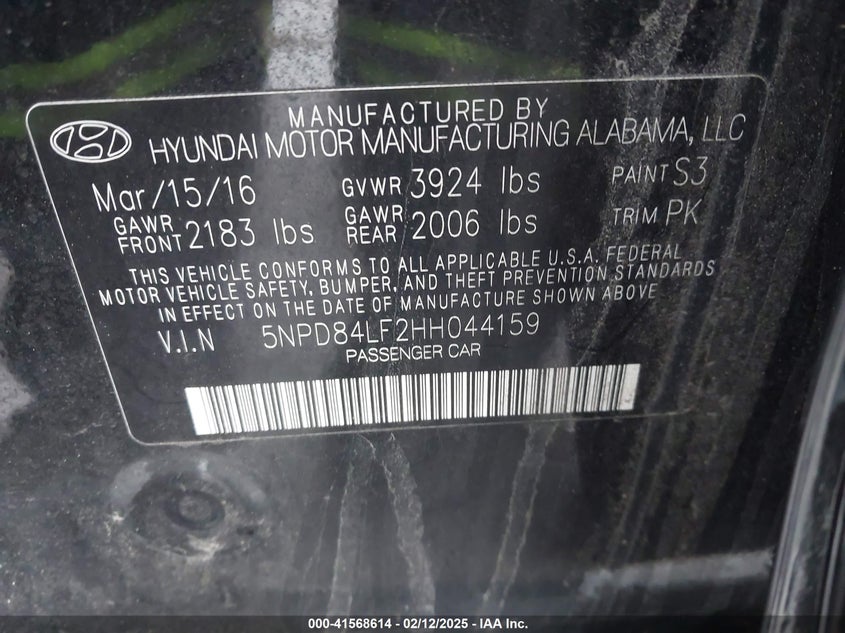 MANUFACTURED BY
HYUNDAI MOTOR MANUFACTURING ALABAMA, LLC
Mar/15/16 GVWR 3924 lbs PAINT S3
GAWR FRONT 2183 lbs GAWR REAR 2006 lbs TRIM PK
THIS VEHICLE CONFORMS TO ALL APPLICABLE U.S.A. FEDERAL
MOTOR VEHICLE SAFETY, BUMPER, AND THEFT PREVENTION STANDARDS
IN EFFECT ON THE DATE OF MANUFACTURE SHOWN ABOVE
V.I.N 5NPD84LF2HH044159
PASSENGER CAR
000-41568614 - 02/12/2025 - IAA Inc.